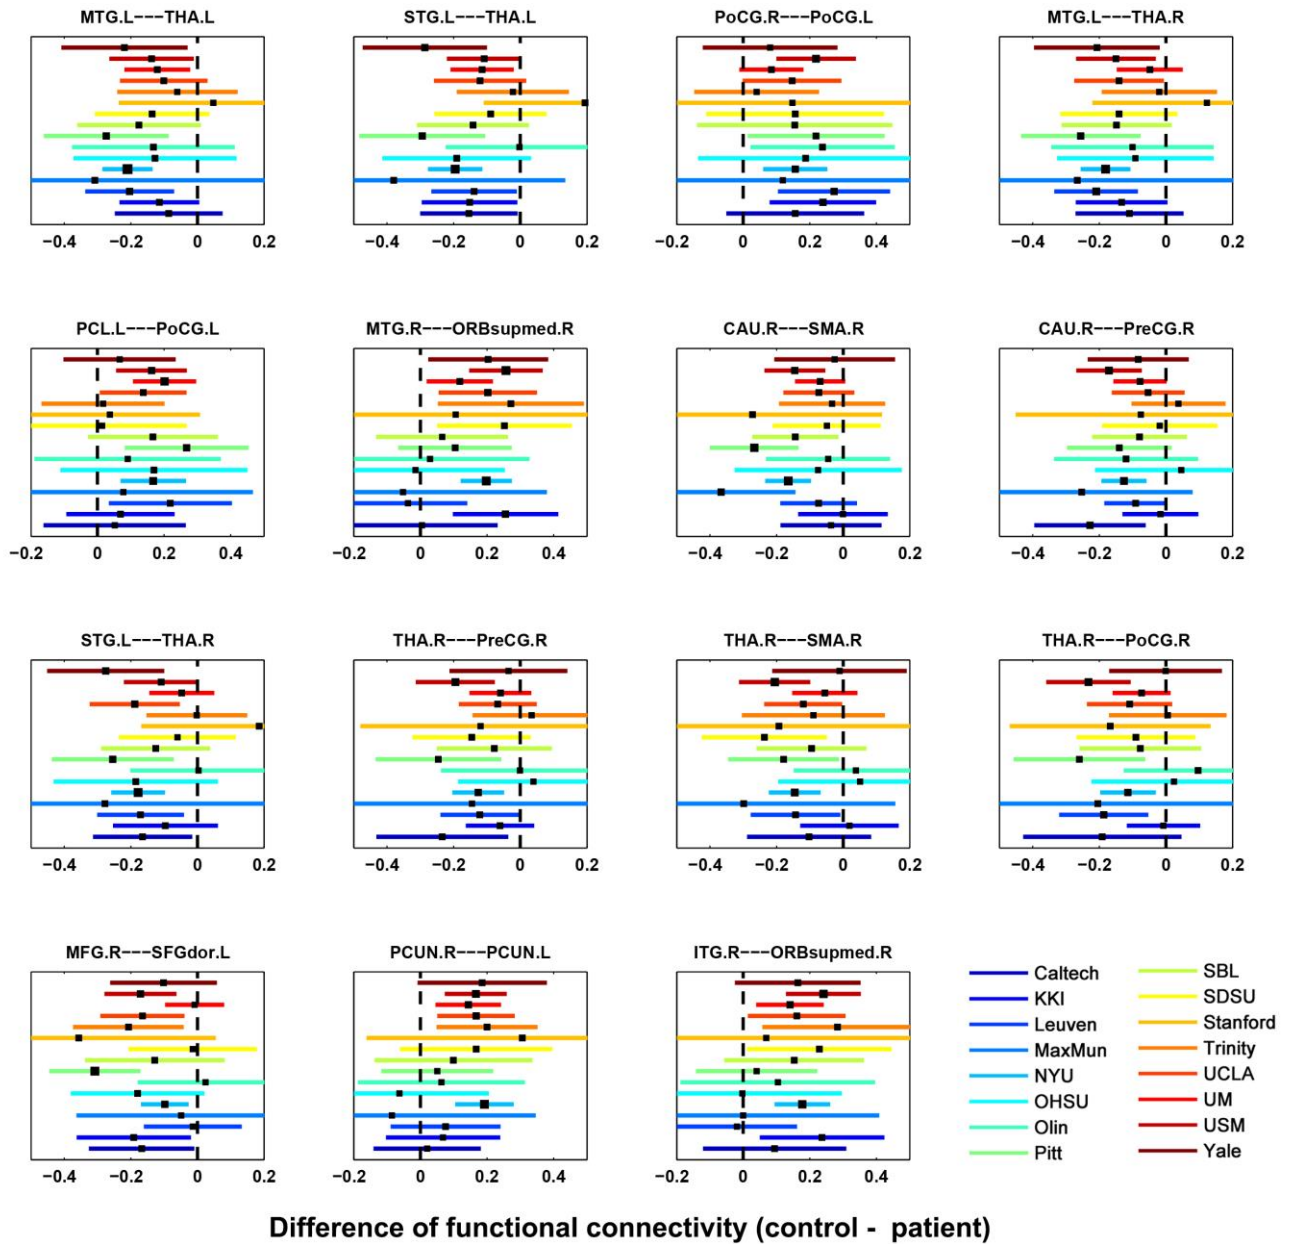 MTG.L---THA.L STG.L---THA.L PoCG.R---PoCG.L MTG.L---THA.R
−0.4 −0.2 0 0.2 −0.4 −0.2 0 0.2 −0.2 0 0.2 0.4 −0.4 −0.2 0 0.2
PCL.L---PoCG.L MTG.R---ORBsupmed.R CAU.R---SMA.R CAU.R---PreCG.R
−0.2 0 0.2 0.4 −0.2 0 0.2 0.4 −0.4 −0.2 0 0.2 −0.4 −0.2 0 0.2
STG.L---THA.R THA.R---PreCG.R THA.R---SMA.R THA.R---PoCG.R
−0.4 −0.2 0 0.2 −0.4 −0.2 0 0.2 −0.4 −0.2 0 0.2 −0.4 −0.2 0 0.2
MFG.R---SFGdor.L PCUN.R---PCUN.L ITG.R---ORBsupmed.R
−0.4 −0.2 0 0.2 −0.2 0 0.2 0.4 −0.2 0 0.2 0.4
Caltech
KKI
Leuven
MaxMun
NYU
OHSU
Olin
Pitt
SBL
SDSU
Stanford
Trinity
UCLA
UM
USM
Yale
Difference of functional connectivity (control - patient)